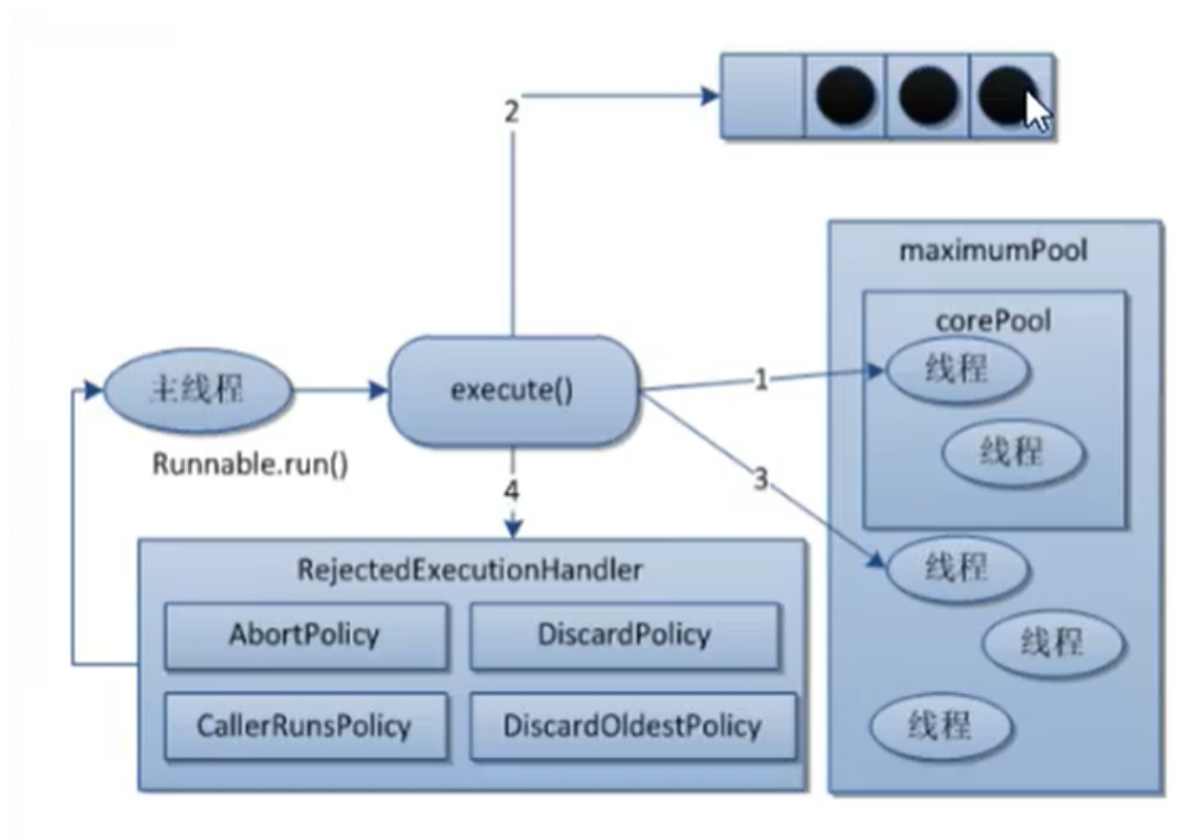 2
maximumPool
corePool
线程
主线程
execute()
1
线程
Runnable.run()
4
3
RejectedExecutionHandler
线程
AbortPolicy
DiscardPolicy
线程
CallerRunsPolicy
DiscardOldestPolicy
线程